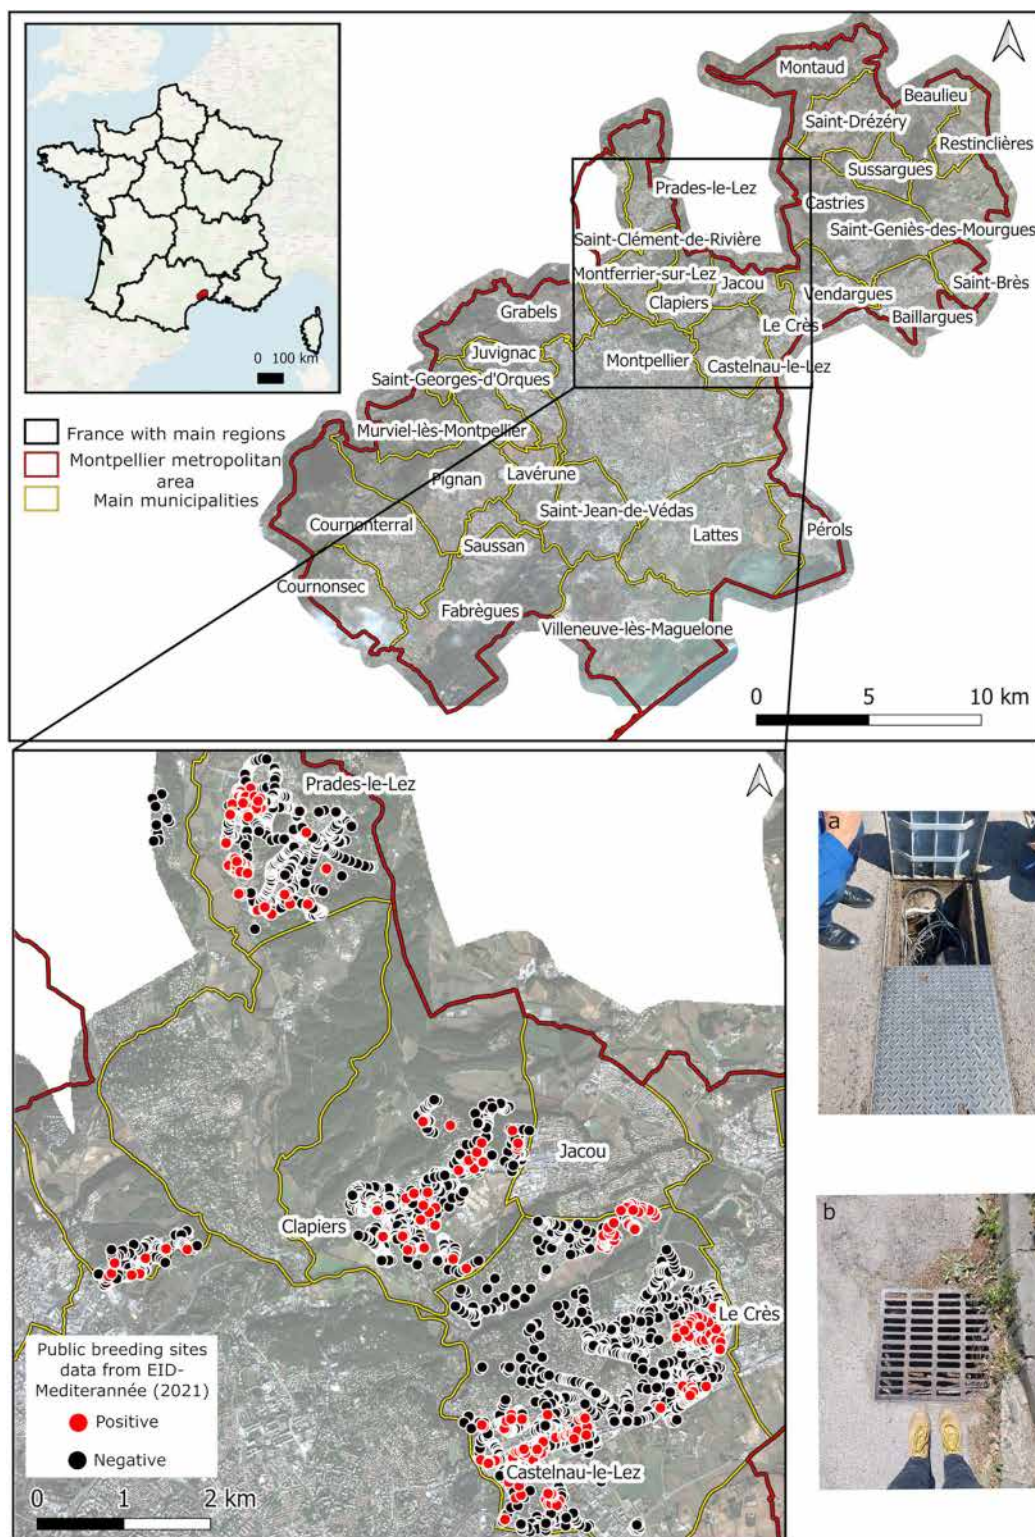 0 100 km
France with main regions
Montpellier metropolitan
area
Main municipalities
Montaud
Beaulieu
Saint-Drézéry
Restinclières
Sussargues
Prades-le-Lez
Castries
Saint-Geniès-des-Mourgues
Saint-Clément-de-Rivière
Montferrier-sur-Lez
Jacou
Saint-Brès
Vendargues
Clapiers
Grabels
Baillargues
Le Crès
Juvignac
Montpellier
Castelnau-le-Lez
Saint-Georges-d'Orques
Murviel-lès-Montpellier
Pignan
Lavérune
Saint-Jean-de-Védas
Cournonterral
Pérols
Lattes
Saussan
Cournonsec
Fabrègues
Villeneuve-lès-Maguelone
0 5 10 km
Prades-le-Lez
Jacou
Clapiers
Le Crès
Castelnau-le-Lez
Public breeding sites
data from EID-
Mediterannée (2021)
Positive
Negative
0 1 2 km
a
b